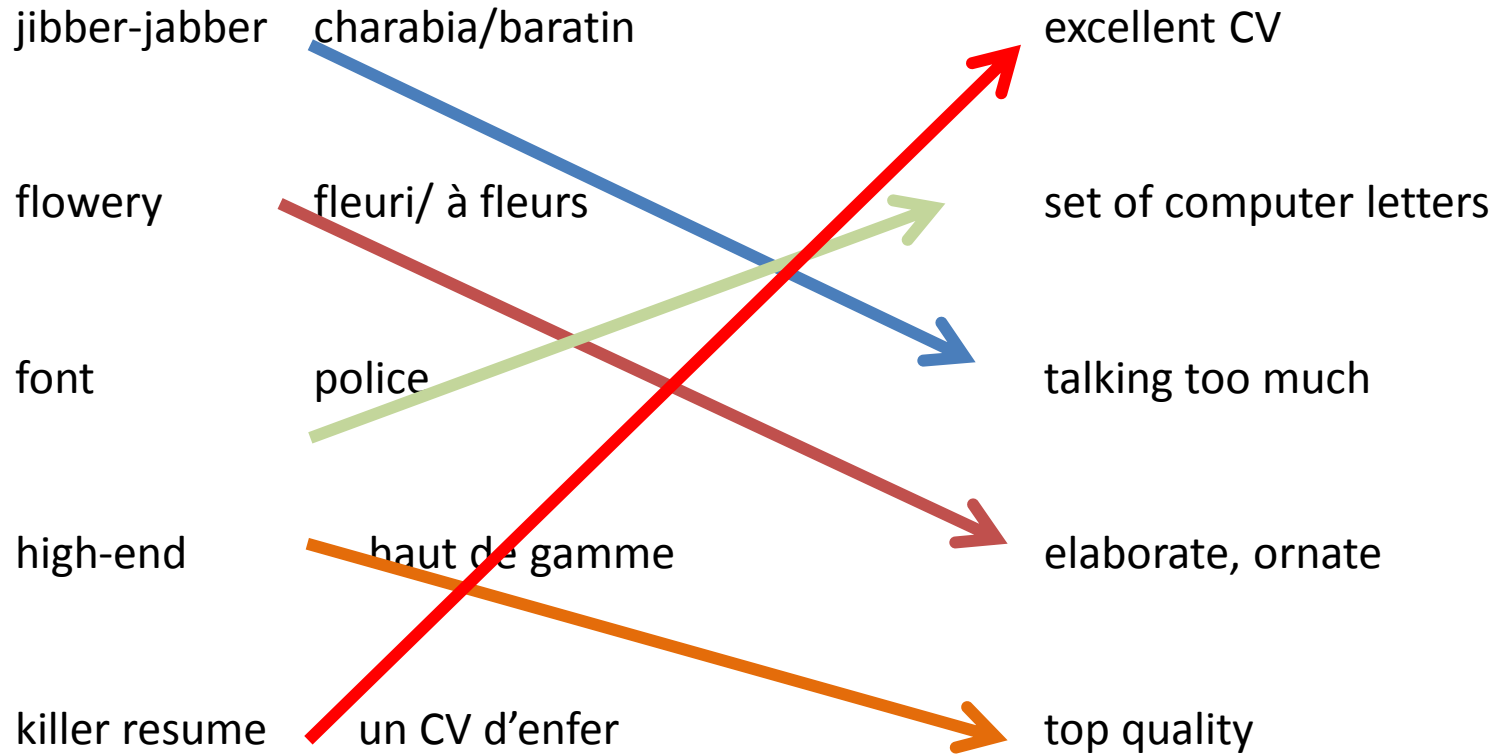 jibber-jabber charabia/baratin excellent CV
flowery fleuri/ à fleurs set of computer letters
font police talking too much
high-end haut de gamme elaborate, ornate
killer resume un CV d’enfer top quality